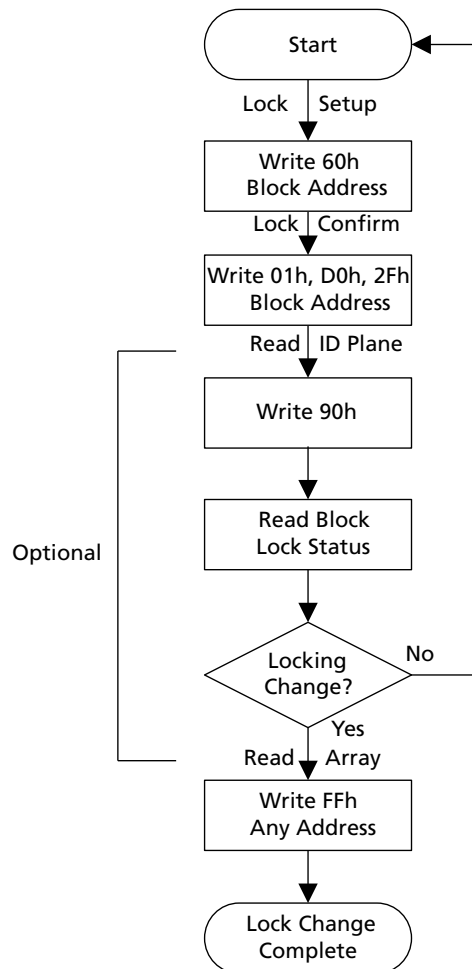 Start
Lock Setup
Write 60h
Block Address
Lock Confirm
Write 01h, D0h, 2Fh
Block Address
Read ID Plane
Write 90h
Read Block
Lock Status
Optional
Locking
Change?
No
Yes
Read Array
Write FFh
Any Address
Lock Change
Complete